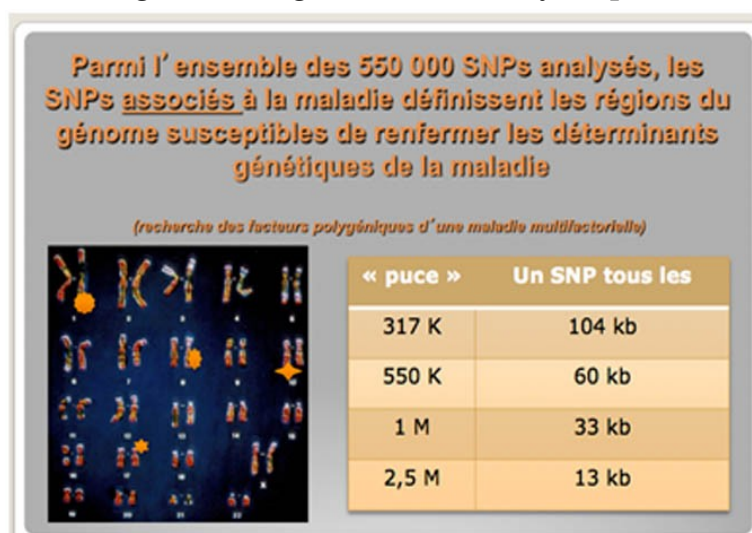 Parmi l'ensemble des 550 000 SNPs analysés, les
SNPs associés à la maladie définissent les régions du
génome susceptibles de renfermer les déterminants
génétiques de la maladie
(recherche des facteurs polygéniques d'une maladie multifactorielle)
« puce » Un SNP tous les
317 K 104 kb
550 K 60 kb
1 M 33 kb
2,5 M 13 kb